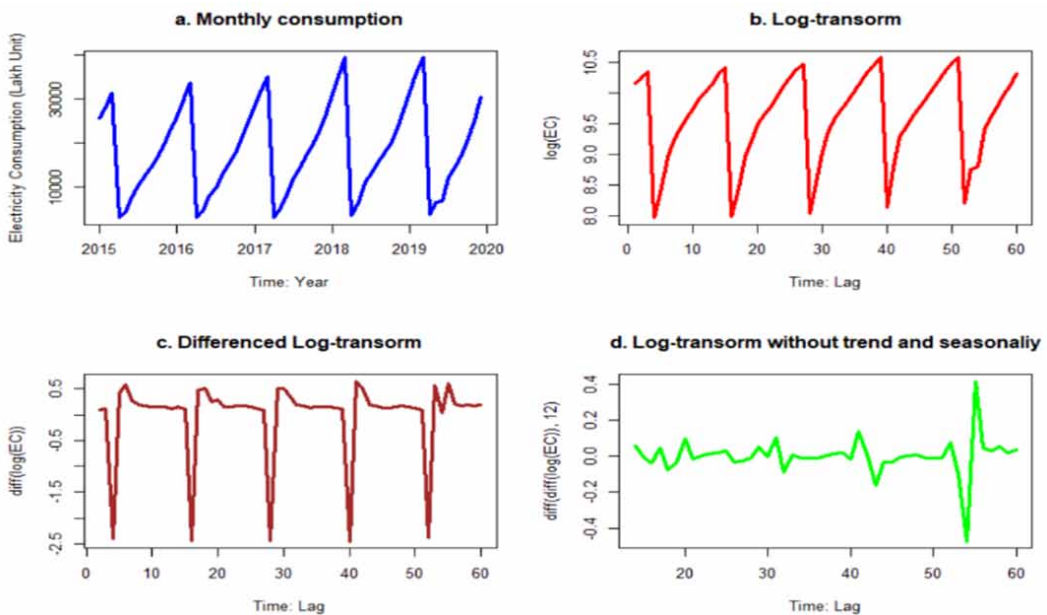 a. Monthly consumption
Electricity Consumption (Lakh Unit)
30000
10000
2015 2016 2017 2018 2019 2020
Time: Year
b. Log-transorm
log(EC)
10.5
9.5
9.0
8.5
8.0
0 10 20 30 40 50 60
Time: Lag
c. Differenced Log-transorm
diff(log(EC))
0.5
-0.5
-1.5
-2.5
0 10 20 30 40 50 60
Time: Lag
d. Log-transorm without trend and seasonaliy
diff(diff(log(EC)), 12)
0.4
0.2
0.0
-0.2
-0.4
20 30 40 50 60
Time: Lag